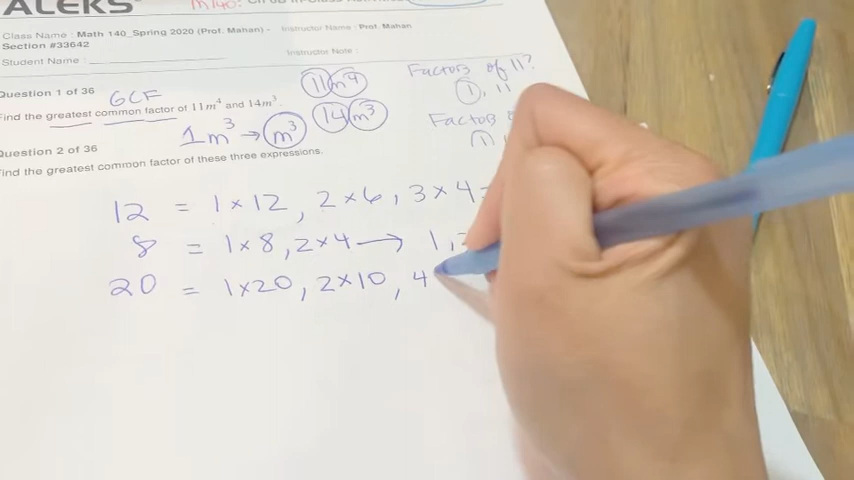 ALEKS
Class Name : Math 140_Spring 2020 (Prof. Mahan) - Instructor Name : Prof. Mahan
Section #33642
Instructor Note :
Student Name :
Question 1 of 36
GCF
Find the greatest common factor of 11m⁴ and 14m³.
11m⁴
14m³
1m³ → m³
Factors of 11?
1, 11
Factors
1
Question 2 of 36
Find the greatest common factor of these three expressions.
12 = 1×12, 2×6, 3×4
8 = 1×8, 2×4 → 1,
20 = 1×20, 2×10, 4